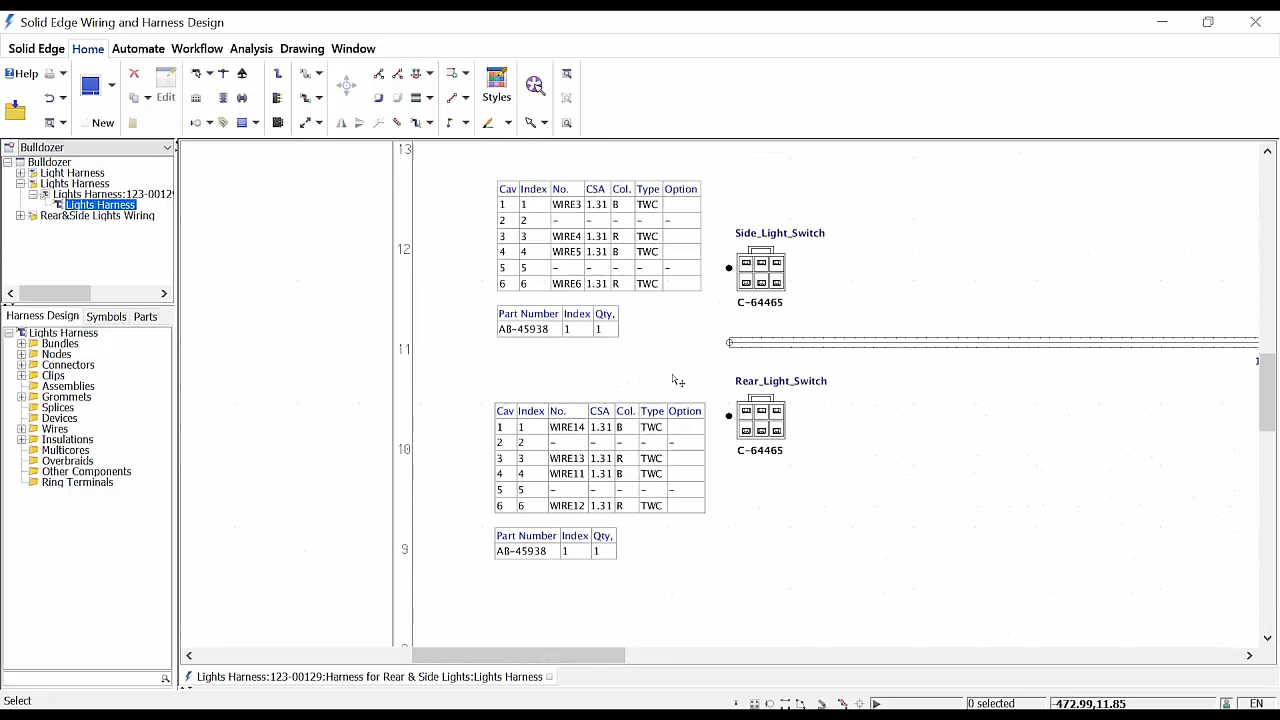 Solid Edge Wiring and Harness Design
Solid Edge Home Automate Workflow Analysis Drawing Window
Help
Edit
New
Styles
Bulldozer
Bulldozer
Light Harness
Lights Harness
Lights Harness:123-00129
Lights Harness
Rear&Side Lights Wiring
Harness Design Symbols Parts
Lights Harness
Bundles
Nodes
Connectors
Clips
Assemblies
Grommets
Splices
Devices
Wires
Insulations
Multicores
Overbraids
Other Components
Ring Terminals
13
12
11
10
9
Cav Index No. CSA Col. Type Option
1 1 WIRE3 1.31 B TWC
2 2 – – – – –
3 3 WIRE4 1.31 R TWC
4 4 WIRE5 1.31 B TWC
5 5 – – – – –
6 6 WIRE6 1.31 R TWC
Part Number Index Qty,
AB-45938 1 1
Side_Light_Switch
C-64465
Rear_Light_Switch
C-64465
Cav Index No. CSA Col. Type Option
1 1 WIRE14 1.31 B TWC
2 2 – – – – –
3 3 WIRE13 1.31 R TWC
4 4 WIRE11 1.31 B TWC
5 5 – – – – –
6 6 WIRE12 1.31 R TWC
Part Number Index Qty,
AB-45938 1 1
Lights Harness:123-00129:Harness for Rear & Side Lights:Lights Harness
Select
0 selected
-472.99,11.85
EN